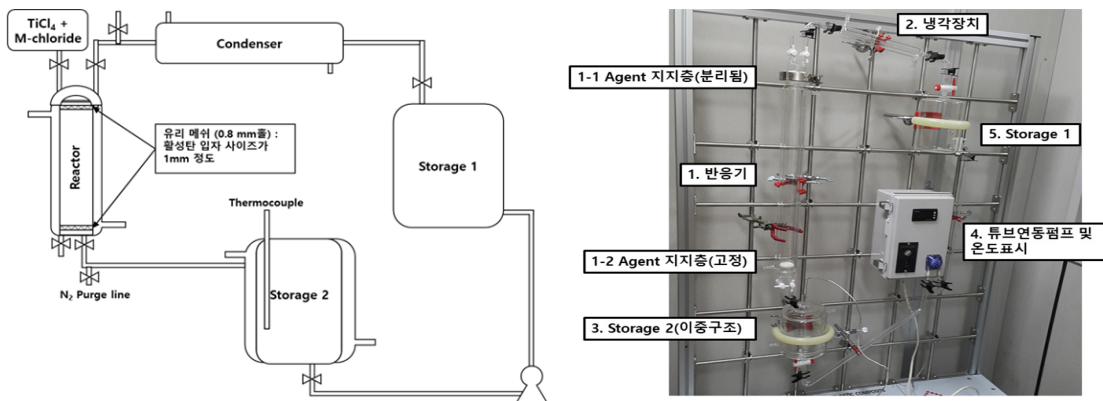 TiCl₄ +
M-chloride
Condenser
유리 메쉬 (0.8 mm홀) :
활성탄 입자 사이즈가
1mm 정도
Reactor
Storage 1
Thermocouple
Storage 2
N₂ Purge line
2. 냉각장치
1-1 Agent 지지층(분리됨)
5. Storage 1
1. 반응기
4. 튜브연동펌프 및
온도표시
1-2 Agent 지지층(고정)
3. Storage 2(이중구조)